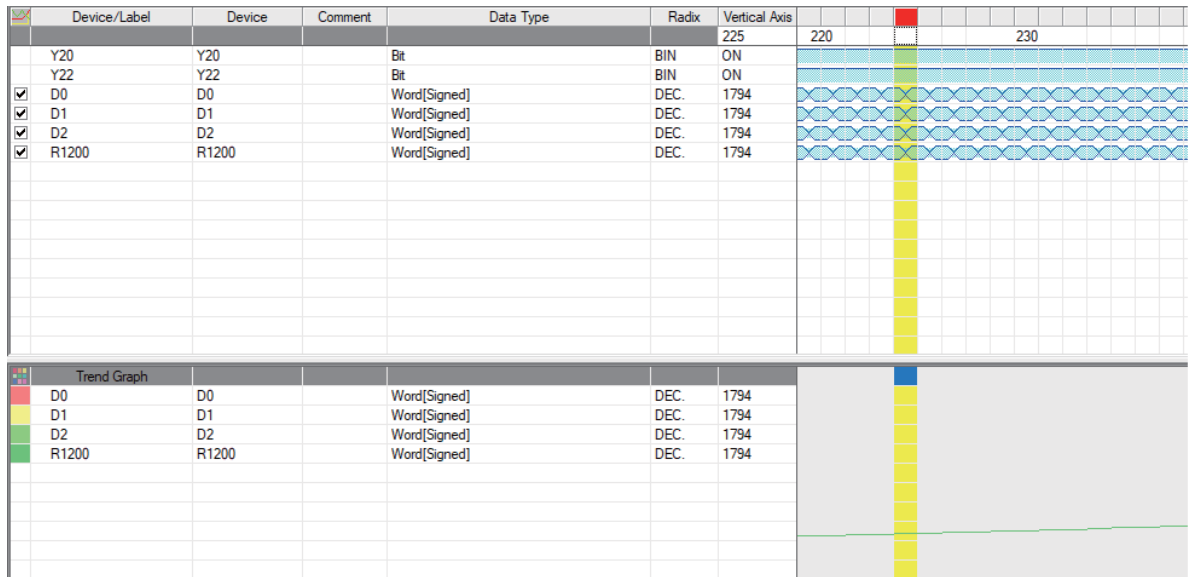 Device/Label Device Comment Data Type Radix Vertical Axis
225 220 230
Y20 Y20 Bit BIN ON
Y22 Y22 Bit BIN ON
D0 D0 Word[Signed] DEC. 1794
D1 D1 Word[Signed] DEC. 1794
D2 D2 Word[Signed] DEC. 1794
R1200 R1200 Word[Signed] DEC. 1794
Trend Graph
D0 D0 Word[Signed] DEC. 1794
D1 D1 Word[Signed] DEC. 1794
D2 D2 Word[Signed] DEC. 1794
R1200 R1200 Word[Signed] DEC. 1794